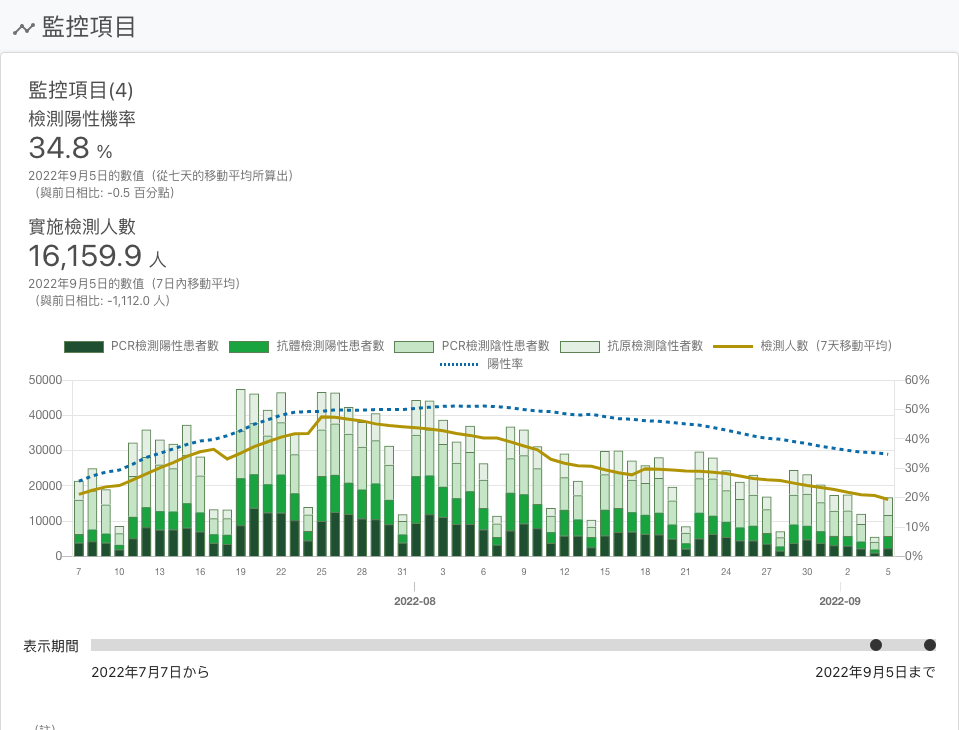 監控項目
監控項目(4)
檢測陽性機率
34.8 %
2022年9月5日的數值（從七天的移動平均所算出）
（與前日相比: -0.5 百分點）
實施檢測人數
16,159.9 人
2022年9月5日的數值（7日內移動平均）
（與前日相比: -1,112.0 人）
PCR檢測陽性患者數 抗體檢測陽性患者數 PCR檢測陰性患者數 抗原檢測陰性者數 檢測人數（7天移動平均）
陽性率
50000 60%
40000 50%
30000 40%
20000 30%
10000 20%
0 10%
0%
7 10 13 16 19 22 25 28 31 3 6 9 12 15 18 21 24 27 30 2 5
2022-08 2022-09
表示期間
2022年7月7日から 2022年9月5日まで
（註）